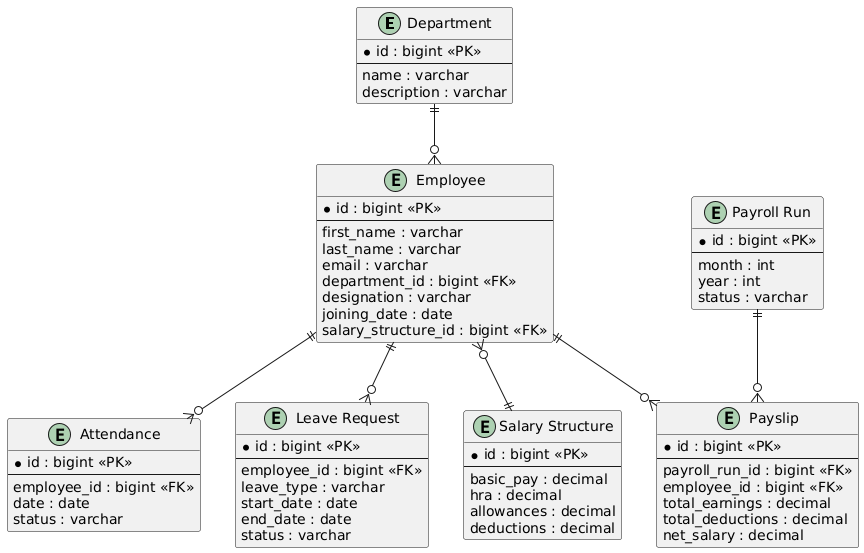 E Department
* id : bigint «PK»
name : varchar
description : varchar
E Employee
* id : bigint «PK»
first_name : varchar
last_name : varchar
email : varchar
department_id : bigint «FK»
designation : varchar
joining_date : date
salary_structure_id : bigint «FK»
E Payroll Run
* id : bigint «PK»
month : int
year : int
status : varchar
E Attendance
* id : bigint «PK»
employee_id : bigint «FK»
date : date
status : varchar
E Leave Request
* id : bigint «PK»
employee_id : bigint «FK»
leave_type : varchar
start_date : date
end_date : date
status : varchar
E Salary Structure
* id : bigint «PK»
basic_pay : decimal
hra : decimal
allowances : decimal
deductions : decimal
E Payslip
* id : bigint «PK»
payroll_run_id : bigint «FK»
employee_id : bigint «FK»
total_earnings : decimal
total_deductions : decimal
net_salary : decimal